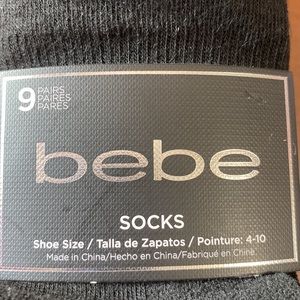 9 PAIRS
PAIRES
PARES
bebe
SOCKS
Shoe Size / Talla de Zapatos / Pointure: 4-10
Made in China/Hecho en China/Fabriqué en Chine